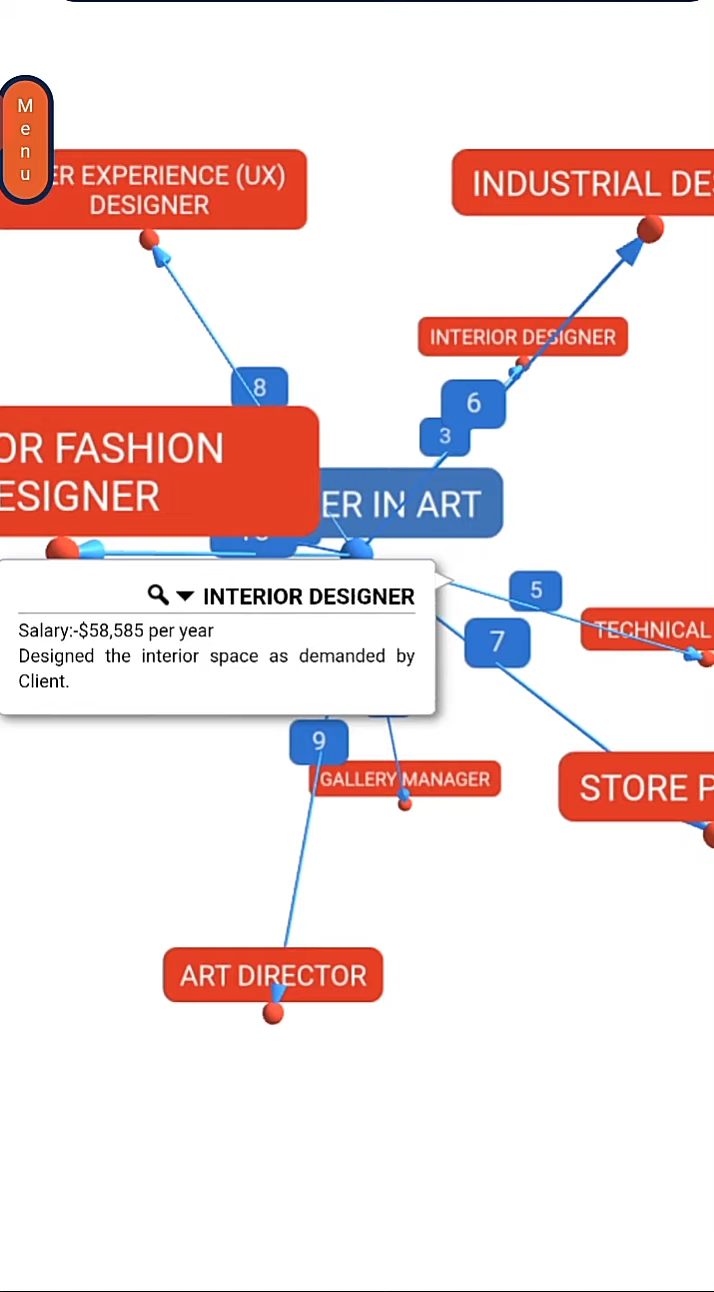 Menu
ER EXPERIENCE (UX)
DESIGNER
INDUSTRIAL DE
INTERIOR DESIGNER
8
6
3
OR FASHION
ESIGNER
ER IN ART
INTERIOR DESIGNER
Salary:-$58,585 per year
Designed the interior space as demanded by
Client.
5
TECHNICAL
7
STORE P
9
GALLERY MANAGER
ART DIRECTOR